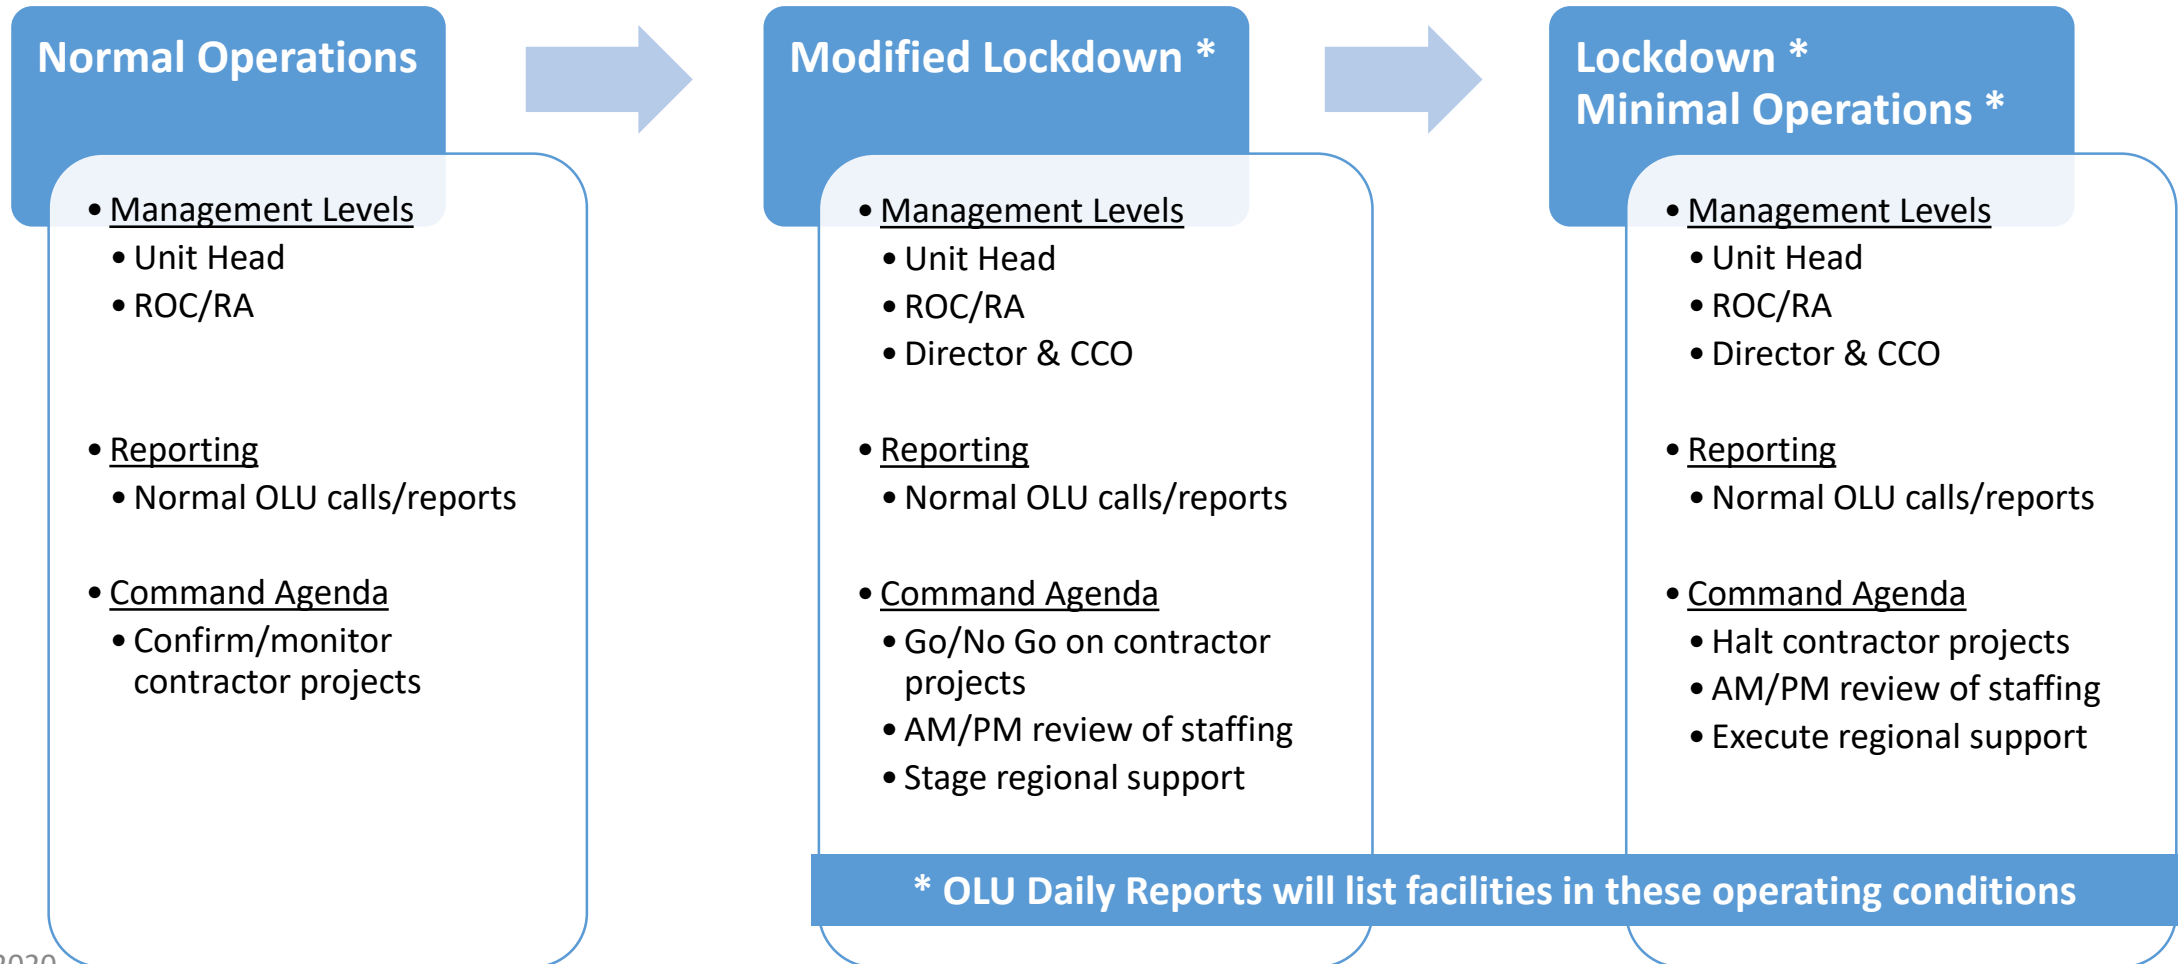 Normal Operations
• Management Levels
• Unit Head
• ROC/RA
• Reporting
• Normal OLU calls/reports
• Command Agenda
• Confirm/monitor
contractor projects
Modified Lockdown *
• Management Levels
• Unit Head
• ROC/RA
• Director & CCO
• Reporting
• Normal OLU calls/reports
• Command Agenda
• Go/No Go on contractor
projects
• AM/PM review of staffing
• Stage regional support
Lockdown *
Minimal Operations *
• Management Levels
• Unit Head
• ROC/RA
• Director & CCO
• Reporting
• Normal OLU calls/reports
• Command Agenda
• Halt contractor projects
• AM/PM review of staffing
• Execute regional support
* OLU Daily Reports will list facilities in these operating conditions